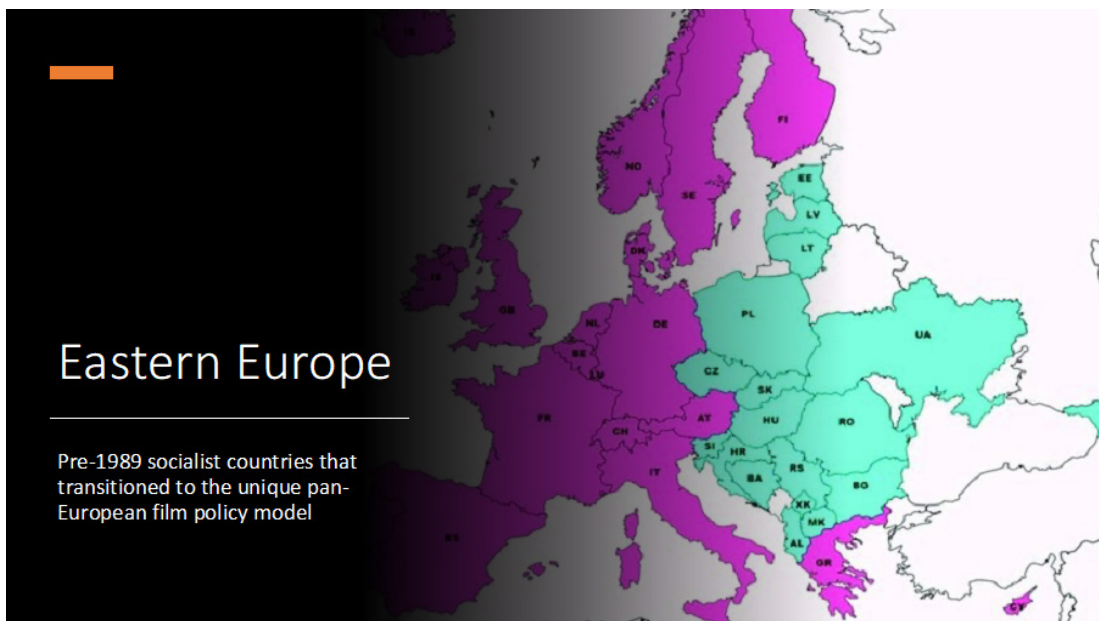 IS
FI
NO
SE
EE
LV
LT
DK
IE
GB
NL
DE
PL
UA
BE
LU
CZ
SK
FR
CH
AT
HU
RO
SI
HR
IT
BA
RS
BG
XK
MK
AL
ES
GR
CY
Eastern Europe
Pre-1989 socialist countries that
transitioned to the unique pan-
European film policy model